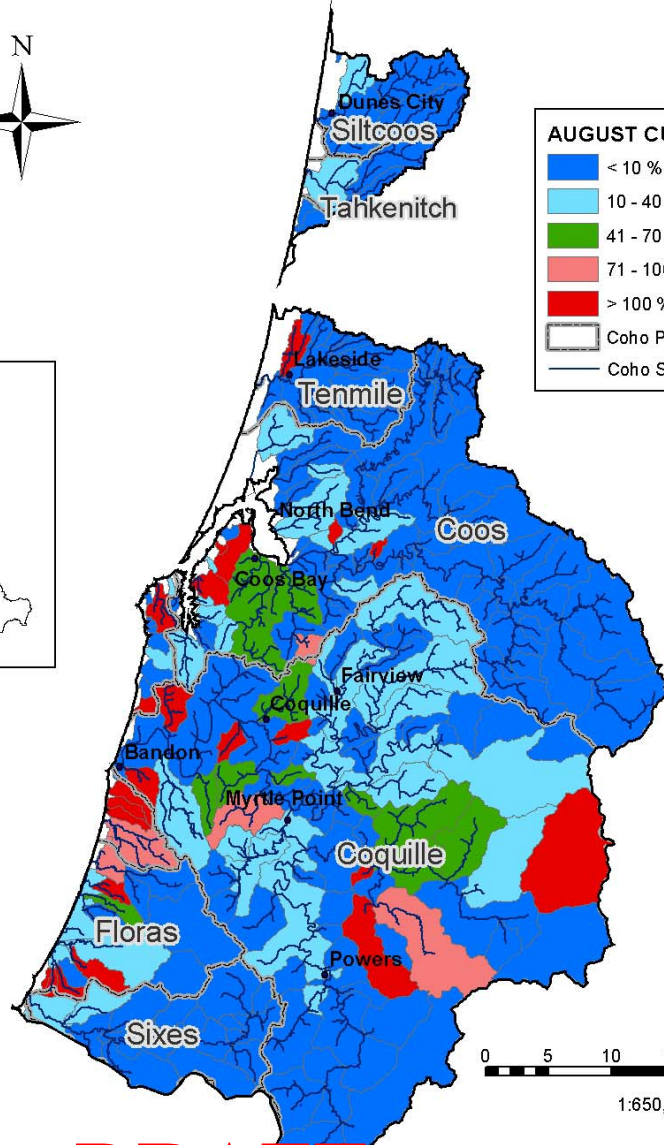 N
Dunes City
Siltcoos
Tahkenitch
AUGUST CU
< 10 %
10 - 40
41 - 70
71 - 100
> 100 %
Coho P
Coho S
Lakeside
Tenmile
North Bend
Coos
Coos Bay
Fairview
Coquille
Bandon
Myrtle Point
Coquille
Floras
Powers
Sixes
0 5 10
1:650,